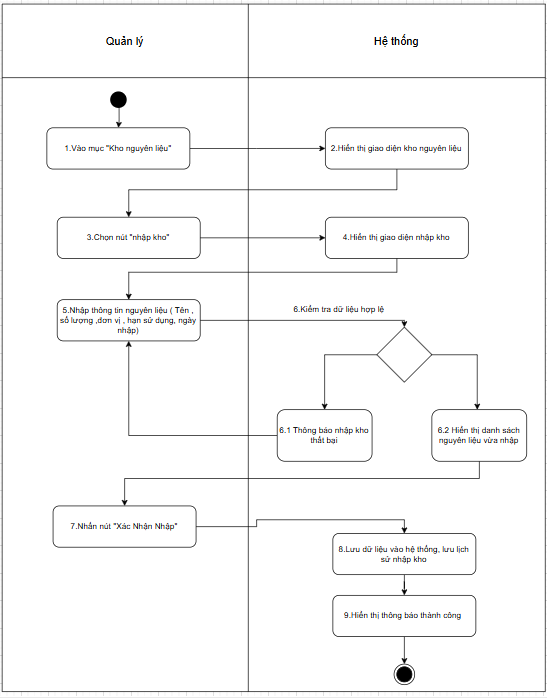 Quản lý
Hệ thống
1.Vào mục "Kho nguyên liệu"
2.Hiển thị giao diện kho nguyên liệu
3.Chọn nút "nhập kho"
4.Hiển thị giao diện nhập kho
5.Nhập thông tin nguyên liệu ( Tên ,
số lượng ,đơn vị , hạn sử dụng, ngày
nhập)
6.Kiểm tra dữ liệu hợp lệ
6.1 Thông báo nhập kho
thất bại
6.2 Hiển thị danh sách
nguyên liệu vừa nhập
7.Nhấn nút "Xác Nhận Nhập"
8.Lưu dữ liệu vào hệ thống, lưu lịch
sử nhập kho
9.Hiển thị thông báo thành công